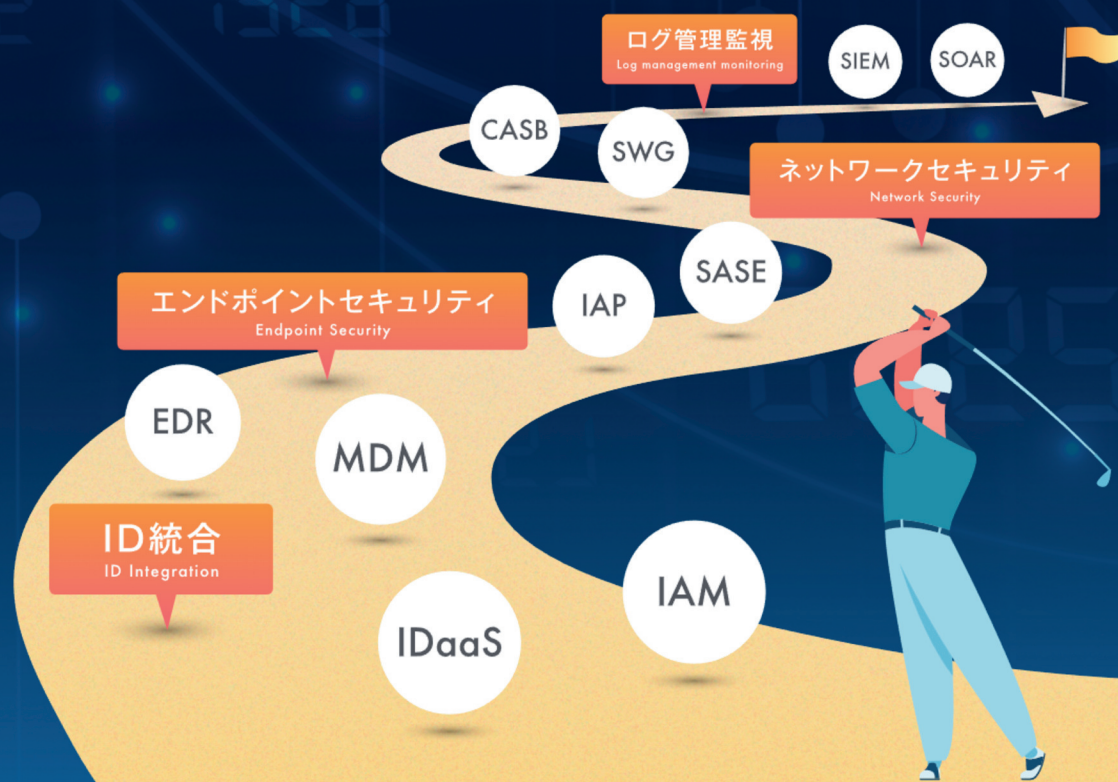 ログ管理監視
Log management monitoring
SIEM
SOAR
CASB
SWG
ネットワークセキュリティ
Network Security
SASE
IAP
エンドポイントセキュリティ
Endpoint Security
EDR
MDM
ID統合
ID Integration
IDaaS
IAM